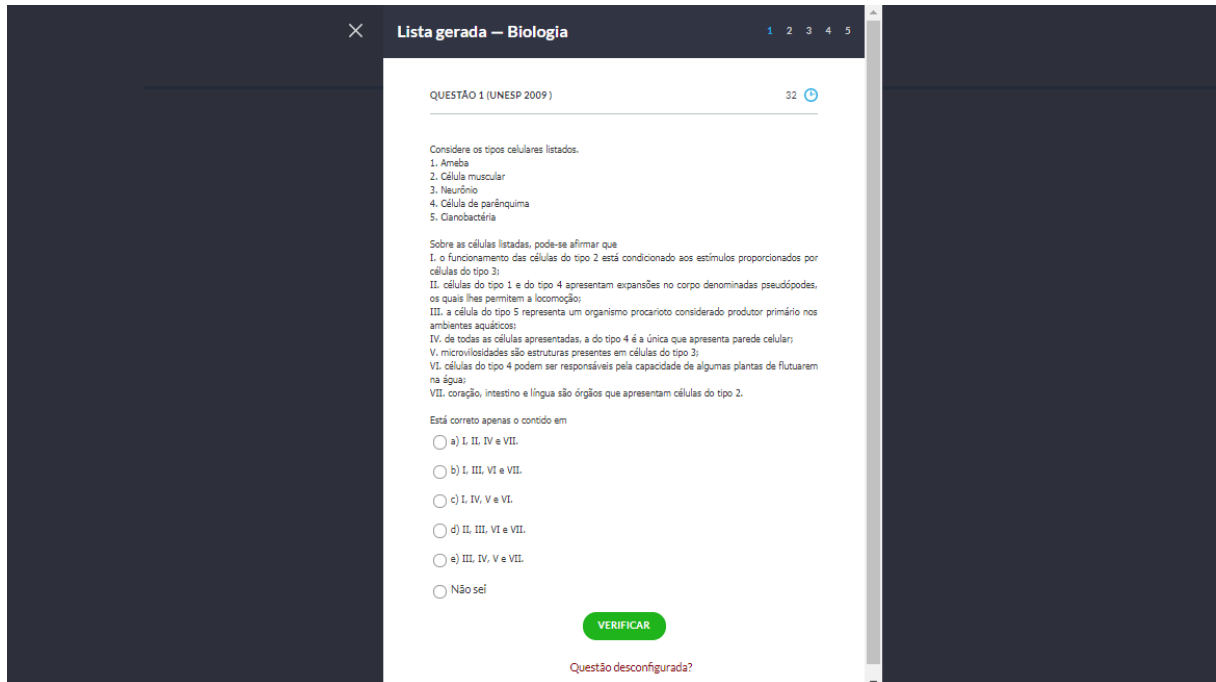 Lista gerada — Biologia
1 2 3 4 5
QUESTÃO 1 (UNESP 2009 )
32
Considere os tipos celulares listados.
1. Ameba
2. Célula muscular
3. Neurônio
4. Célula de parênquima
5. Cianobactéria
Sobre as células listadas, pode-se afirmar que
I. o funcionamento das células do tipo 2 está condicionado aos estímulos proporcionados por
células do tipo 3;
II. células do tipo 1 e do tipo 4 apresentam expansões no corpo denominadas pseudópodes,
os quais lhes permitem a locomoção;
III. a célula do tipo 5 representa um organismo procarioto considerado produtor primário nos
ambientes aquáticos;
IV. de todas as células apresentadas, a do tipo 4 é a única que apresenta parede celular;
V. microvilosidades são estruturas presentes em células do tipo 3;
VI. células do tipo 4 podem ser responsáveis pela capacidade de algumas plantas de flutuarem
na água;
VII. coração, intestino e língua são órgãos que apresentam células do tipo 2.
Está correto apenas o contido em
a) I, II, IV e VII.
b) I, III, VI e VII.
c) I, IV, V e VI.
d) II, III, VI e VII.
e) III, IV, V e VII.
Não sei
VERIFICAR
Questão desconfigurada?